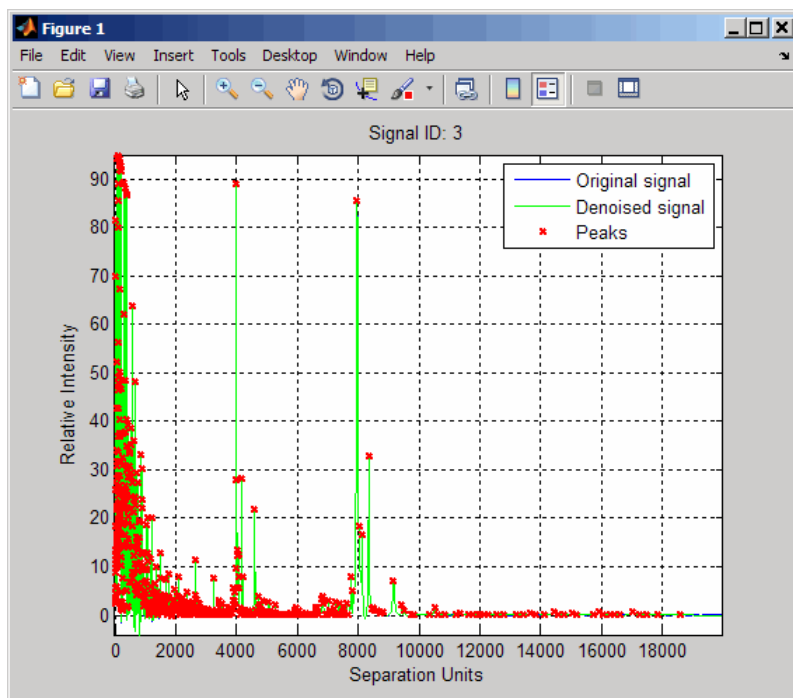 Figure 1
File Edit View Insert Tools Desktop Window Help
Signal ID: 3
Original signal
Denoised signal
Peaks
90
80
70
60
50
40
30
20
10
0
Relative Intensity
0 2000 4000 6000 8000 10000 12000 14000 16000 18000
Separation Units